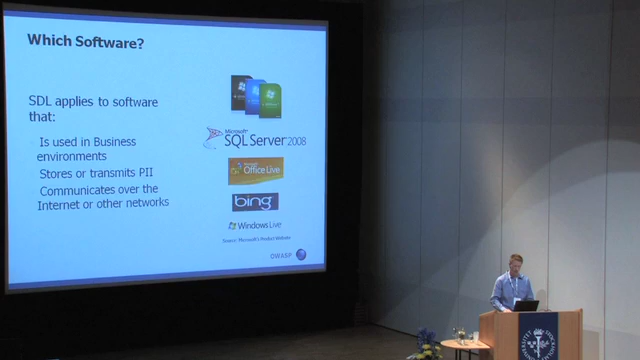 Which Software?
SDL applies to software
that:
Is used in Business
environments
Stores or transmits PII
Communicates over the
Internet or other networks
Microsoft
SQL Server 2008
Microsoft
Office Live
bing
Windows Live
Source: Microsoft's Product Website
OWASP